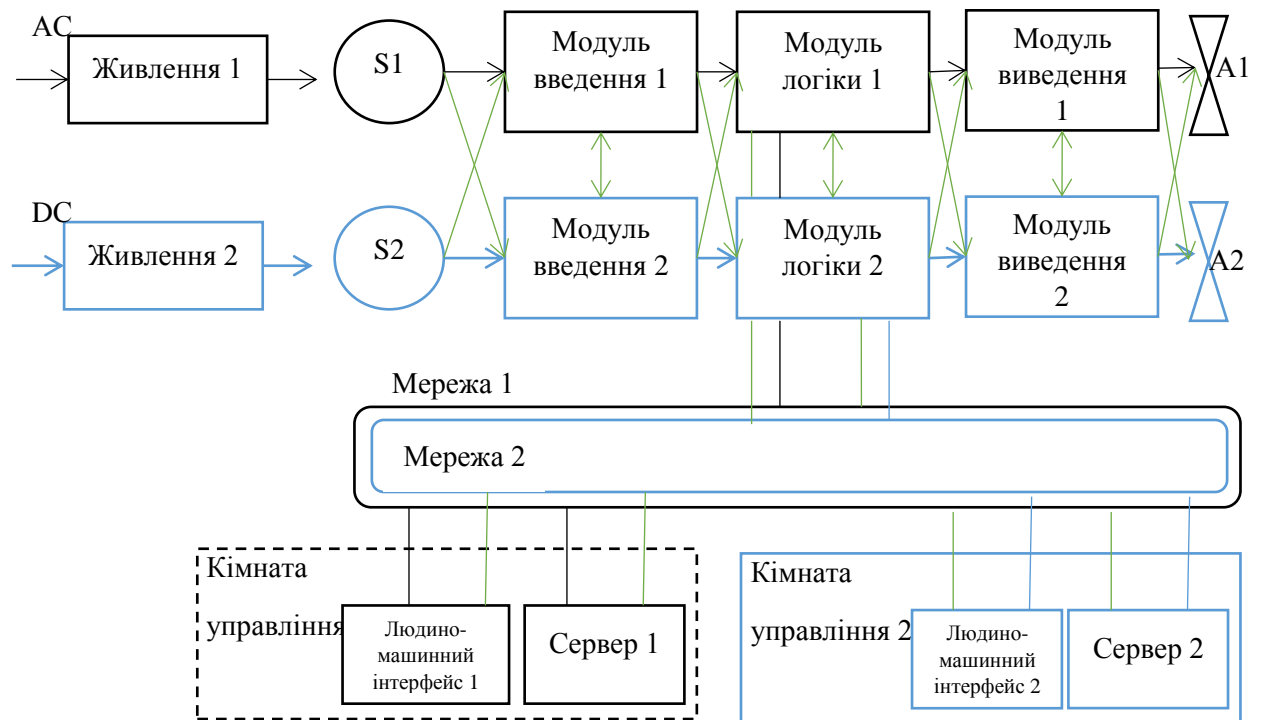 AC
Живлення 1
S1
Модуль
введення 1
Модуль
логіки 1
Модуль
виведення
1
A1
DC
Живлення 2
S2
Модуль
введення 2
Модуль
логіки 2
Модуль
виведення
2
A2
Мережа 1
Мережа 2
Кімната
управління
Людино-
машинний
інтерфейс 1
Сервер 1
Кімната
управління 2
Людино-
машинний
інтерфейс 2
Сервер 2